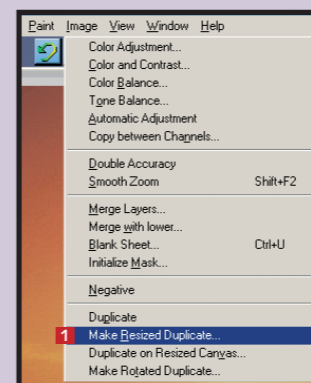 Paint Image View Window Help
Color Adjustment...
Color and Contrast...
Color Balance...
Tone Balance...
Automatic Adjustment
Copy between Channels...
Double Accuracy
Smooth Zoom Shift+F2
Merge Layers...
Merge with lower...
Blank Sheet... Ctrl+U
Initialize Mask...
Negative
Duplicate
1 Make Resized Duplicate...
Duplicate on Resized Canvas...
Make Rotated Duplicate...